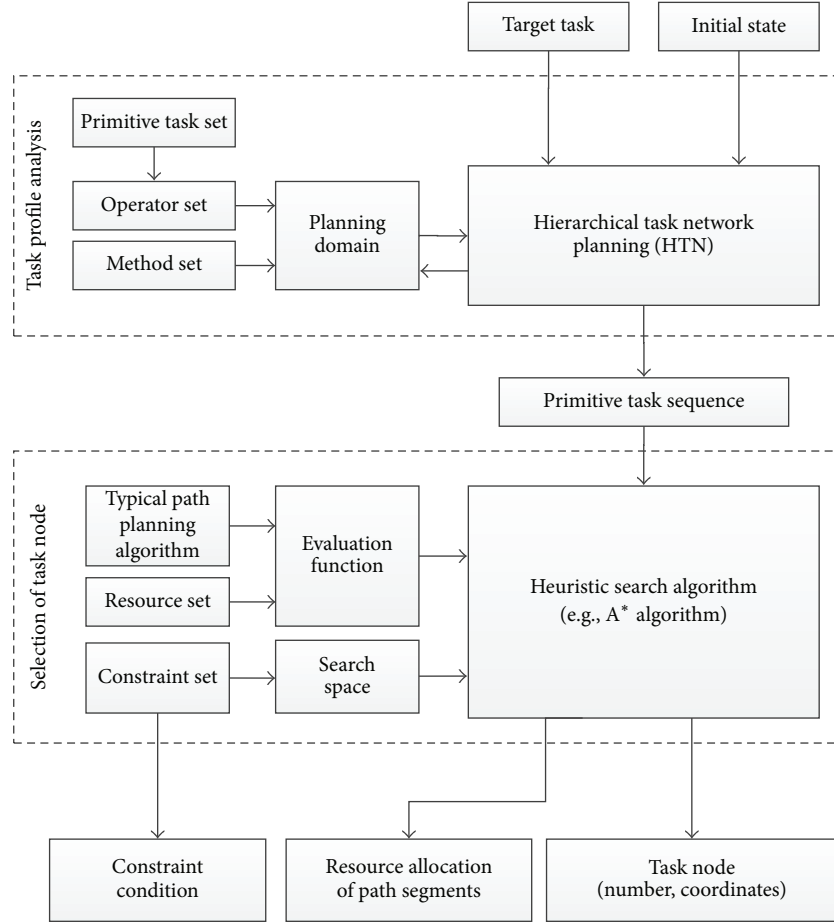 Target task
Initial state
Task profile analysis
Primitive task set
Operator set
Method set
Planning
domain
Hierarchical task network
planning (HTN)
Primitive task sequence
Selection of task node
Typical path
planning
algorithm
Resource set
Constraint set
Evaluation
function
Search
space
Heuristic search algorithm
(e.g., A* algorithm)
Constraint
condition
Resource allocation
of path segments
Task node
(number, coordinates)